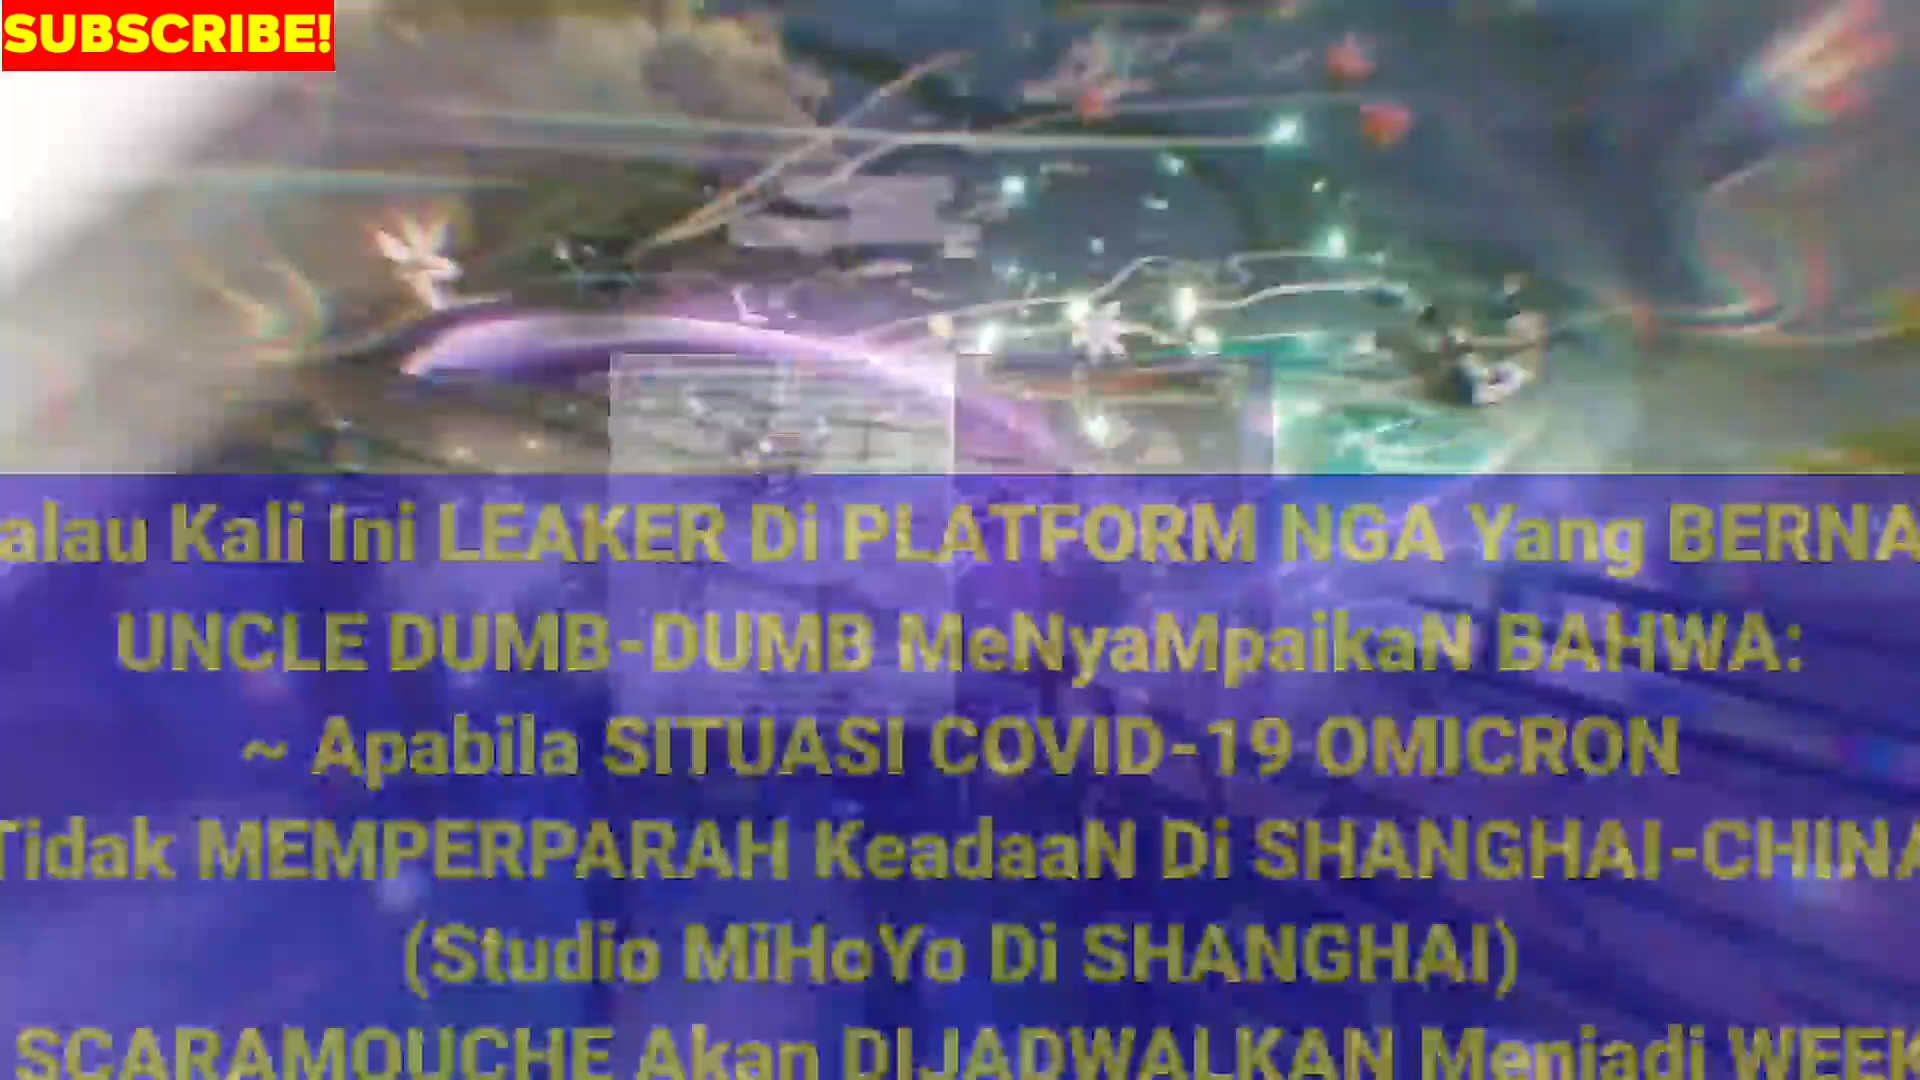 SUBSCRIBE!
alau Kali Ini LEAKER Di PLATFORM NGA Yang BERNA
UNCLE DUMB-DUMB MeNyaMpaikaN BAHWA:
~ Apabila SITUASI COVID-19 OMICRON
Tidak MEMPERPARAH KeadaaN Di SHANGHAI-CHINA
(Studio MiHoYo Di SHANGHAI)
SCARAMOUCHE Akan DIJADWALKAN Menjadi WEEK